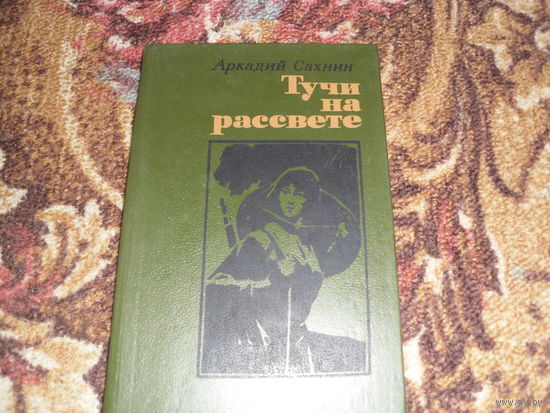 Аркадий Сахнин
Тучи
на
рассвете